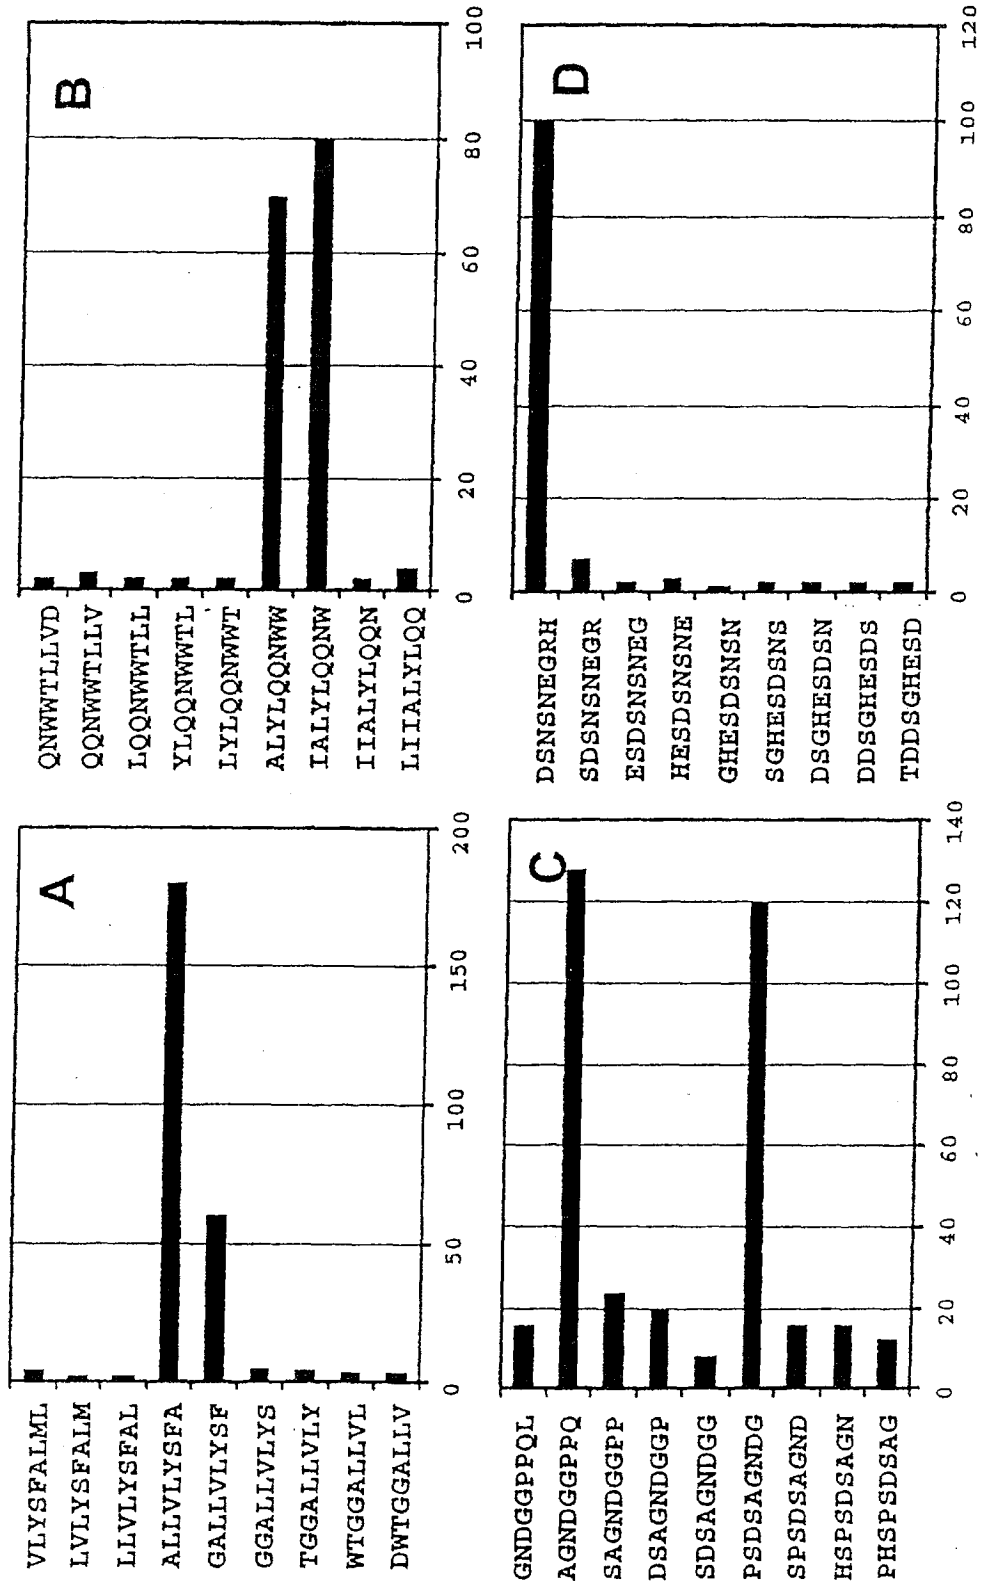 A
VLYSFALML
LVLYSFALM
LLVLYSFAL
ALLVLYSFA
GALLVLYSF
GGALLVLYS
TGGALLVLY
WTGGALLVL
DWTGGALLV
0 50 100 150 200
B
QNWWTLLVD
QQNWWTLLV
LQQNWWTLL
YLQQNWWTL
LYLQQNWWT
ALYLQQNWW
IALYLQQNW
IIALYLQQN
LIIALYLQQ
0 20 40 60 80 100
C
GNDGGPPQL
AGNDGGPPQ
SAGNDGGPP
DSAGNDGGP
SDSAGNDGG
PSDSAGNDG
SPSDSAGND
HSPSDSAGN
PHSPSDSAG
0 20 40 60 80 100 120 140
D
DSNSNEGRH
SDSNSNEGR
ESDSNSNEG
HESDSNSNE
GHESDSNSN
SGHESDSNS
DSGHESDSN
DDSGHESDS
TDDSGHESD
0 20 40 60 80 100 120